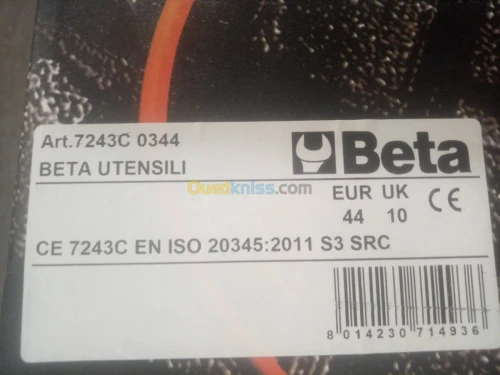 Art.7243C 0344
BETA UTENSILI
Beta
Ouedkniss.com
EUR UK
44 10
CE
CE 7243C EN ISO 20345:2011 S3 SRC
8 014230 714936